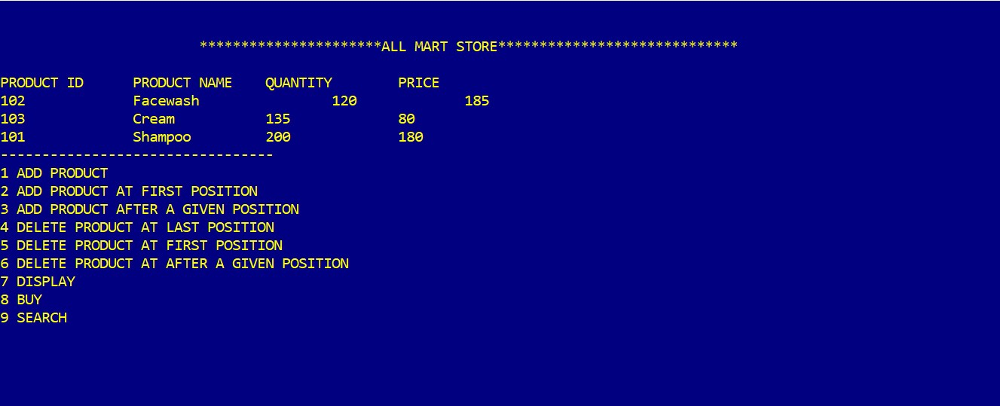 **********************ALL MART STORE*****************************
PRODUCT ID      PRODUCT NAME    QUANTITY        PRICE
102             Facewash                120             185
103             Cream           135             80
101             Shampoo         200             180
---------------------------------
1 ADD PRODUCT
2 ADD PRODUCT AT FIRST POSITION
3 ADD PRODUCT AFTER A GIVEN POSITION
4 DELETE PRODUCT AT LAST POSITION
5 DELETE PRODUCT AT FIRST POSITION
6 DELETE PRODUCT AT AFTER A GIVEN POSITION
7 DISPLAY
8 BUY
9 SEARCH